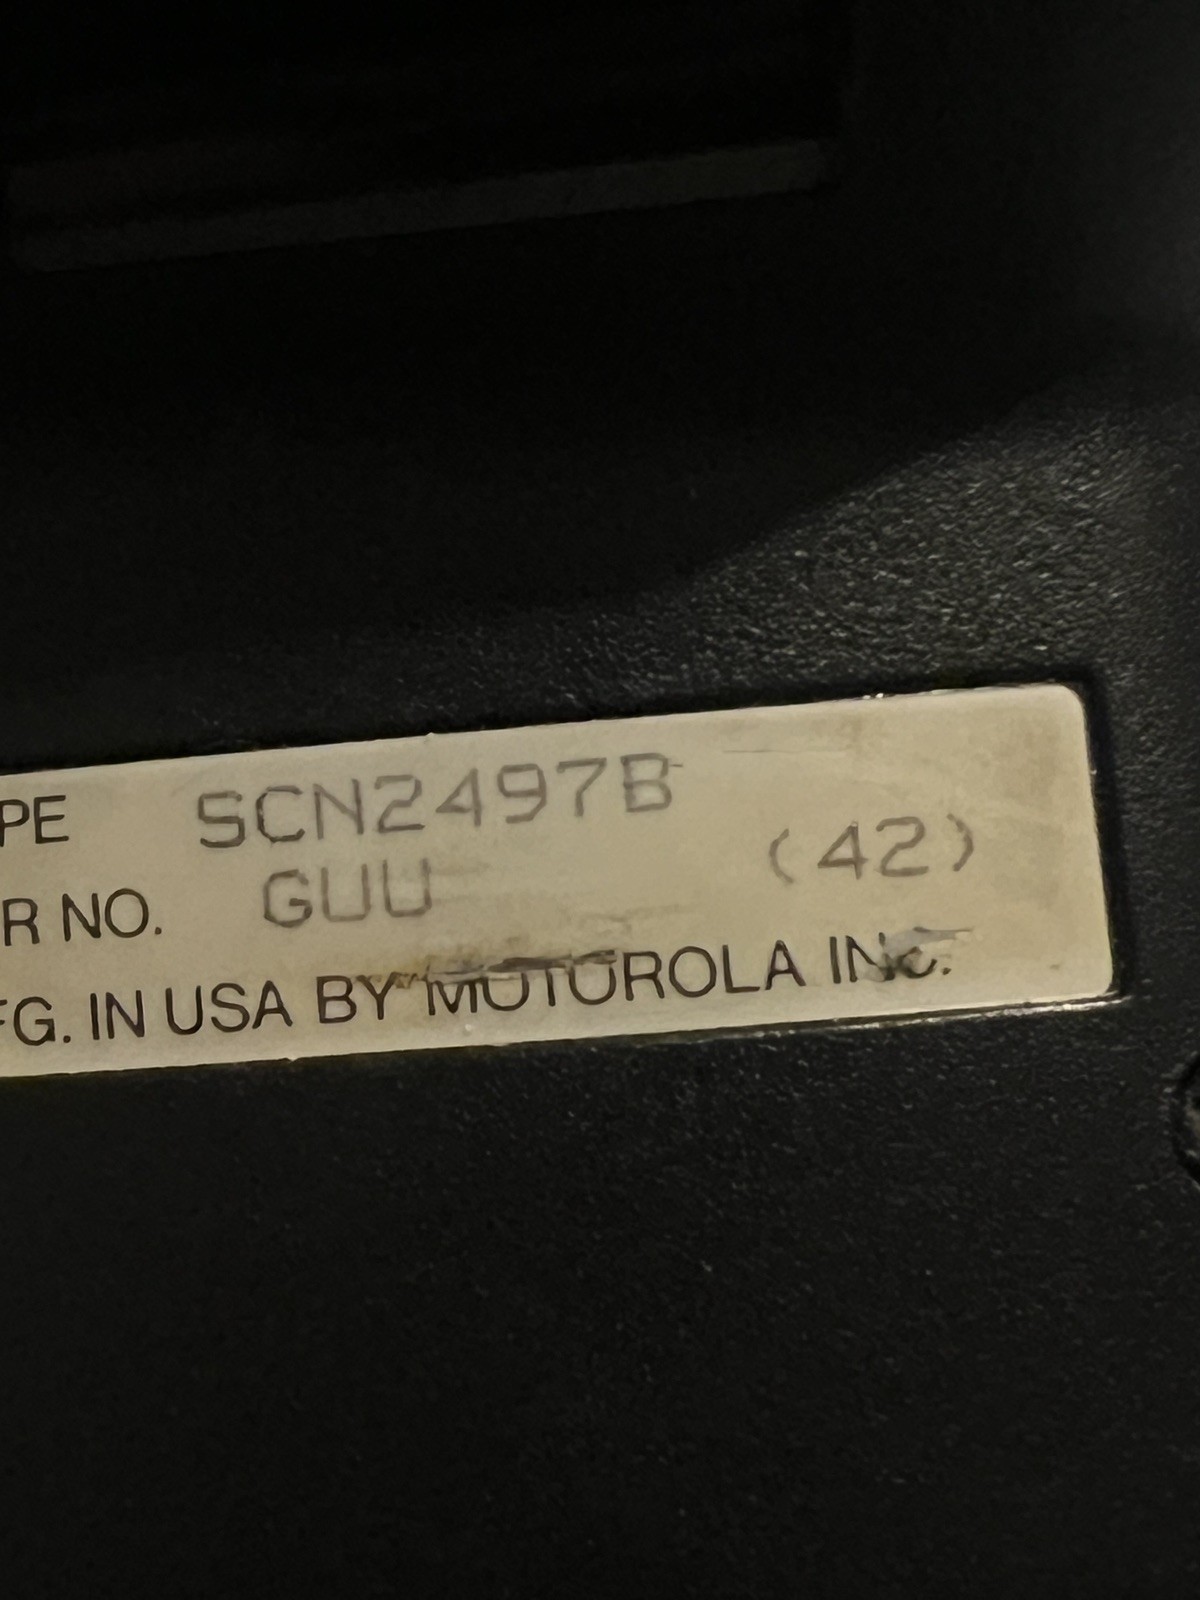 PE SCN2497B
R NO. GUU (42)
FG. IN USA BY MOTOROLA INC.